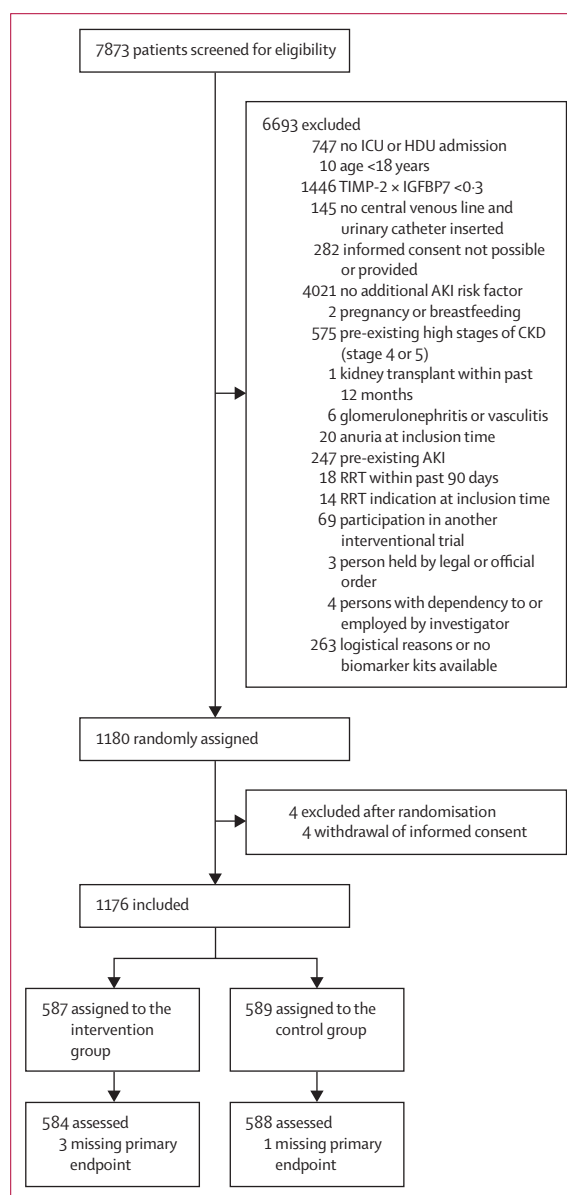 7873 patients screened for eligibility
6693 excluded
747 no ICU or HDU admission
10 age <18 years
1446 TIMP-2 × IGFBP7 <0·3
145 no central venous line and
urinary catheter inserted
282 informed consent not possible
or provided
4021 no additional AKI risk factor
2 pregnancy or breastfeeding
575 pre-existing high stages of CKD
(stage 4 or 5)
1 kidney transplant within past
12 months
6 glomerulonephritis or vasculitis
20 anuria at inclusion time
247 pre-existing AKI
18 RRT within past 90 days
14 RRT indication at inclusion time
69 participation in another
interventional trial
3 person held by legal or official
order
4 persons with dependency to or
employed by investigator
263 logistical reasons or no
biomarker kits available
1180 randomly assigned
4 excluded after randomisation
4 withdrawal of informed consent
1176 included
587 assigned to the
intervention
group
589 assigned to the
control group
584 assessed
3 missing primary
endpoint
588 assessed
1 missing primary
endpoint